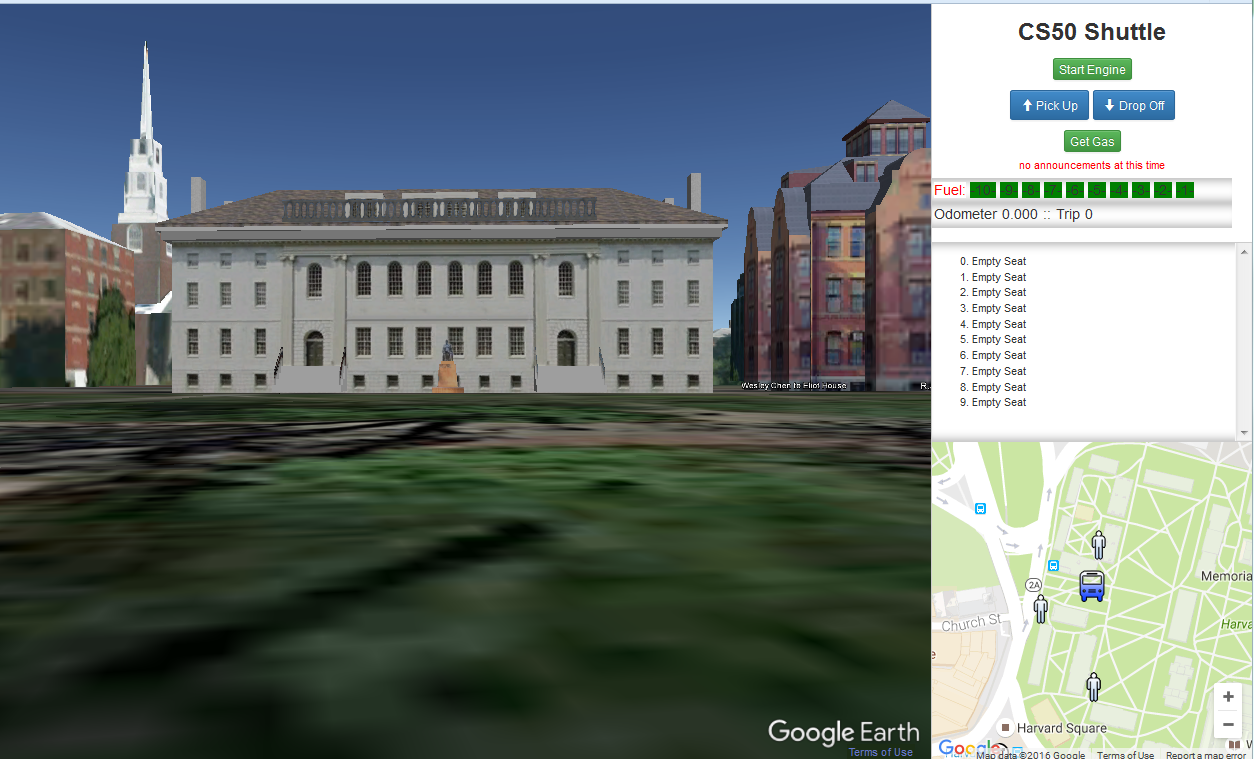 CS50 Shuttle
Start Engine
Pick Up
Drop Off
Get Gas
no announcements at this time
Fuel: 10 9 8 7 6 5 4 3 2 1
Odometer 0.000 :: Trip 0
0. Empty Seat
1. Empty Seat
2. Empty Seat
3. Empty Seat
4. Empty Seat
5. Empty Seat
6. Empty Seat
7. Empty Seat
8. Empty Seat
9. Empty Seat
Wesley Chen to Eliot House
R.
Google Earth
Terms of Use
2A
Memoria
Church St
Harva
e
+
−
Harvard Square
Google
Map data ©2016 Google Terms of Use Report a map error